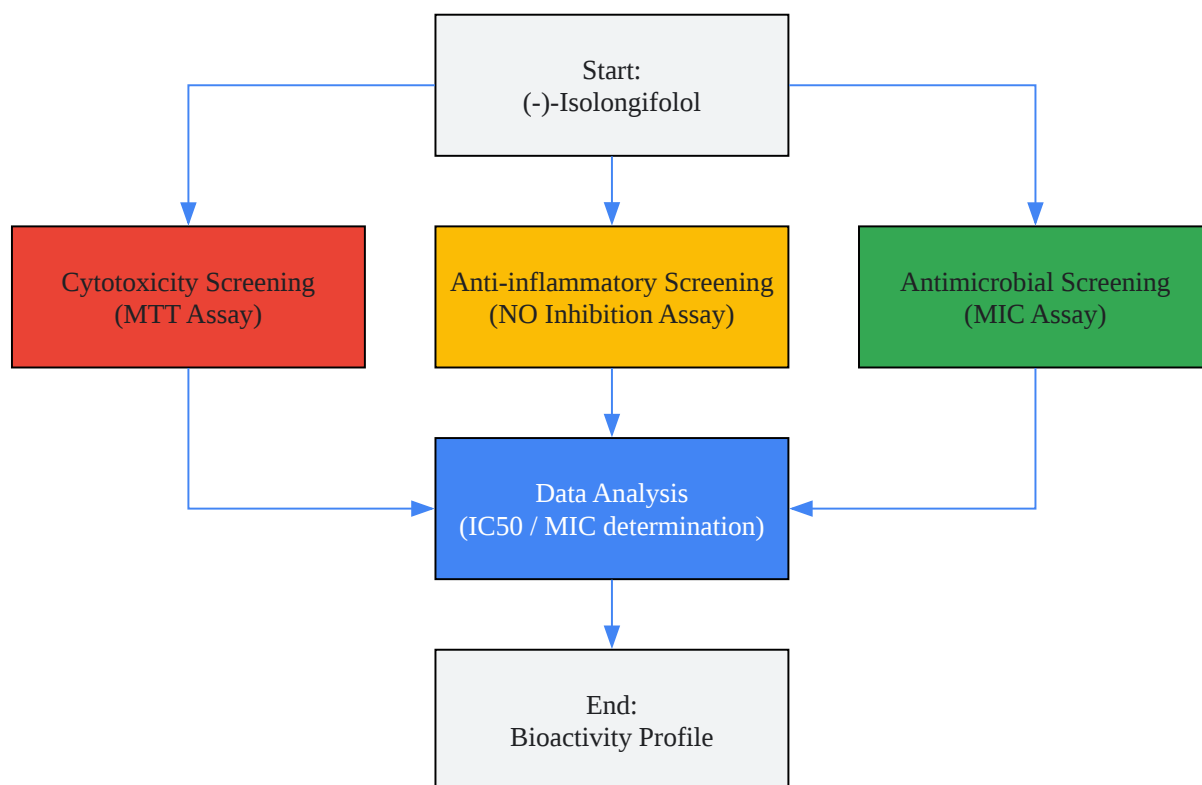 Start:
(-)-Isolongifolol
Cytotoxicity Screening
(MTT Assay)
Anti-inflammatory Screening
(NO Inhibition Assay)
Antimicrobial Screening
(MIC Assay)
Data Analysis
(IC50 / MIC determination)
End:
Bioactivity Profile